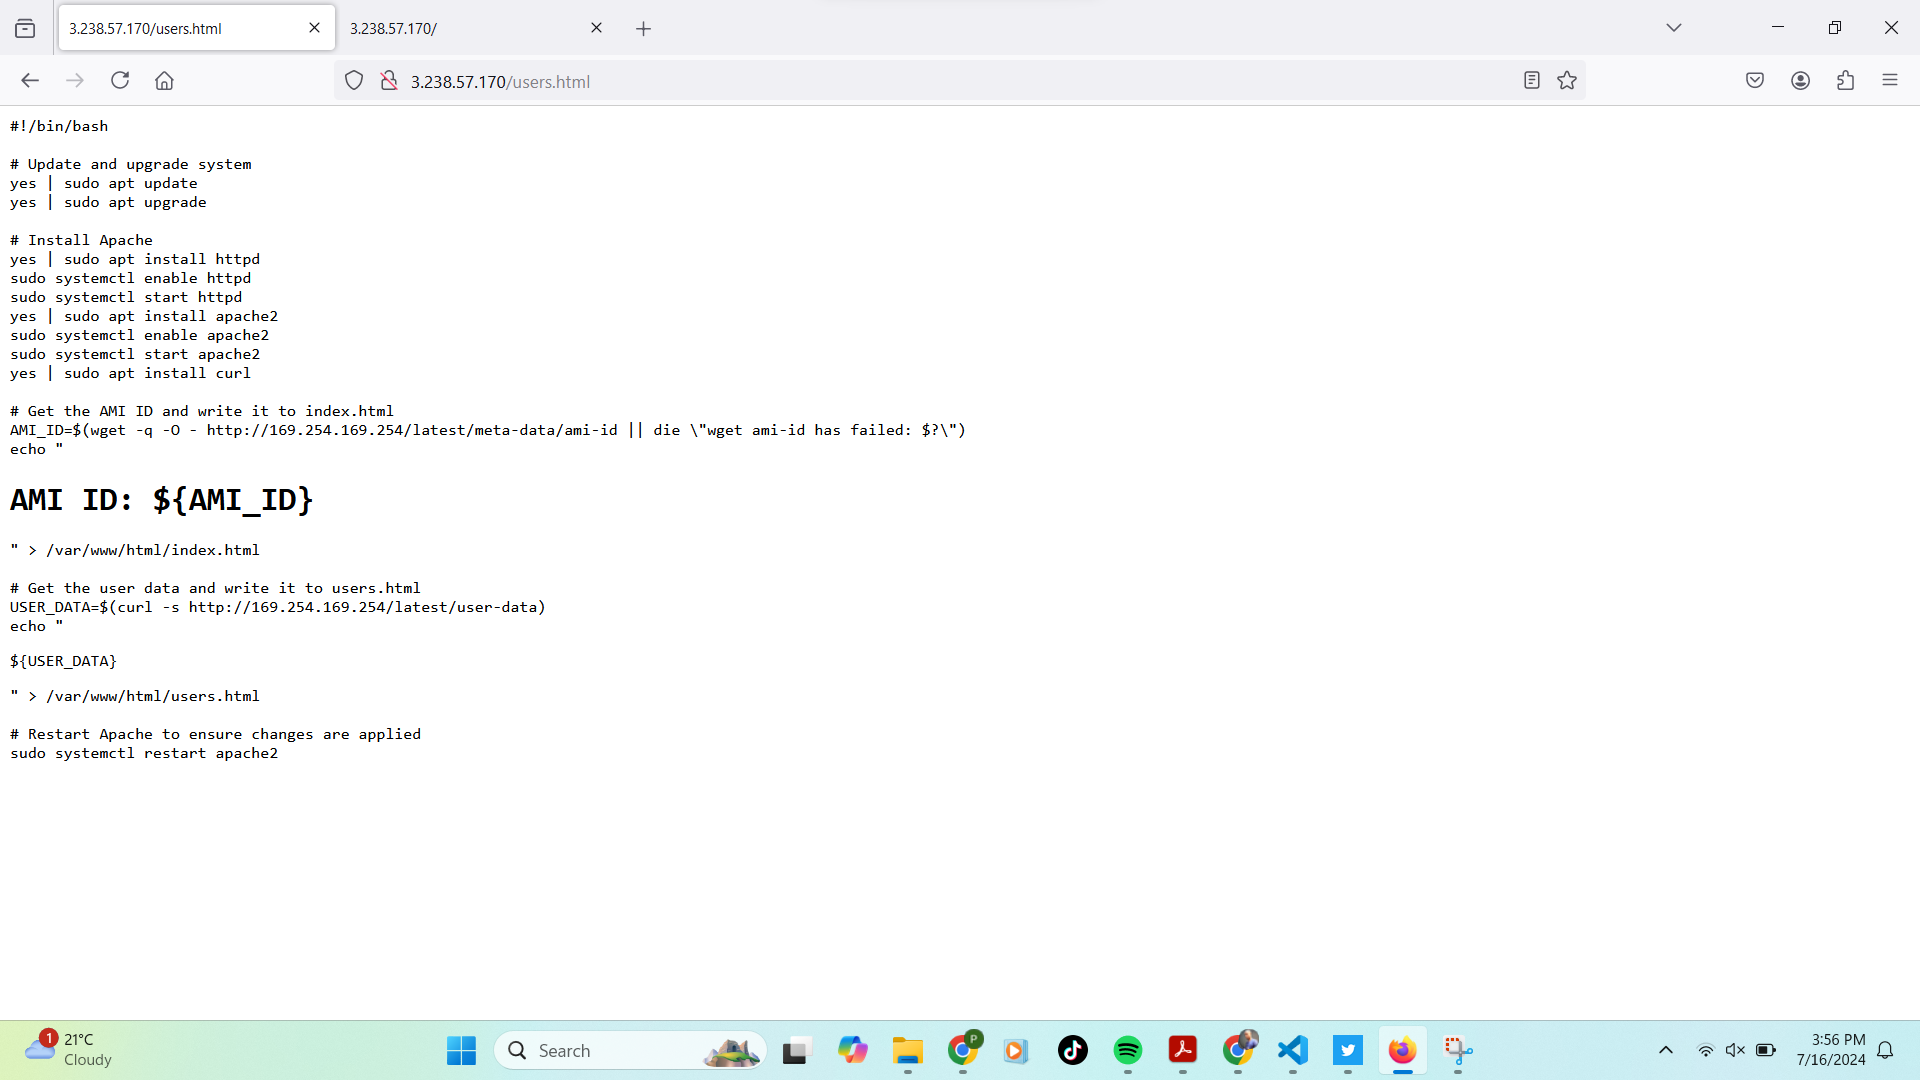 3.238.57.170/users.html
3.238.57.170/
3.238.57.170/users.html
#!/bin/bash
# Update and upgrade system
yes | sudo apt update
yes | sudo apt upgrade
# Install Apache
yes | sudo apt install httpd
sudo systemctl enable httpd
sudo systemctl start httpd
yes | sudo apt install apache2
sudo systemctl enable apache2
sudo systemctl start apache2
yes | sudo apt install curl
# Get the AMI ID and write it to index.html
AMI_ID=$(wget -q -O - http://169.254.169.254/latest/meta-data/ami-id || die \"wget ami-id has failed: $?\")
echo "
AMI ID: ${AMI_ID}
" > /var/www/html/index.html
# Get the user data and write it to users.html
USER_DATA=$(curl -s http://169.254.169.254/latest/user-data)
echo "
${USER_DATA}
" > /var/www/html/users.html
# Restart Apache to ensure changes are applied
sudo systemctl restart apache2
1
21°C
Cloudy
Search
P
3:56 PM
7/16/2024